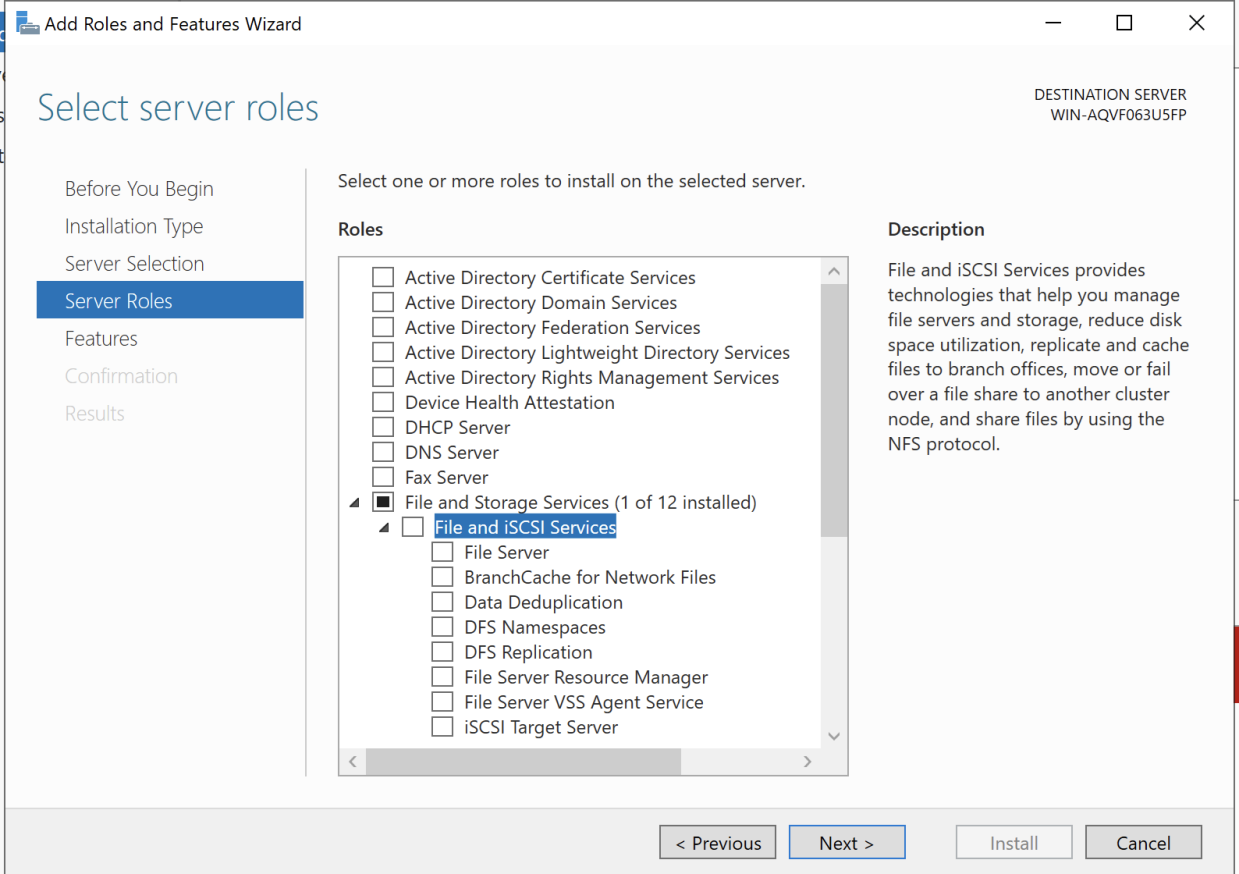 Add Roles and Features Wizard
Select server roles
DESTINATION SERVER
WIN-AQVF063U5FP
Before You Begin
Installation Type
Server Selection
Server Roles
Features
Confirmation
Results
Select one or more roles to install on the selected server.
Roles
Active Directory Certificate Services
Active Directory Domain Services
Active Directory Federation Services
Active Directory Lightweight Directory Services
Active Directory Rights Management Services
Device Health Attestation
DHCP Server
DNS Server
Fax Server
File and Storage Services (1 of 12 installed)
File and iSCSI Services
File Server
BranchCache for Network Files
Data Deduplication
DFS Namespaces
DFS Replication
File Server Resource Manager
File Server VSS Agent Service
iSCSI Target Server
Description
File and iSCSI Services provides
technologies that help you manage
file servers and storage, reduce disk
space utilization, replicate and cache
files to branch offices, move or fail
over a file share to another cluster
node, and share files by using the
NFS protocol.
< Previous
Next >
Install
Cancel